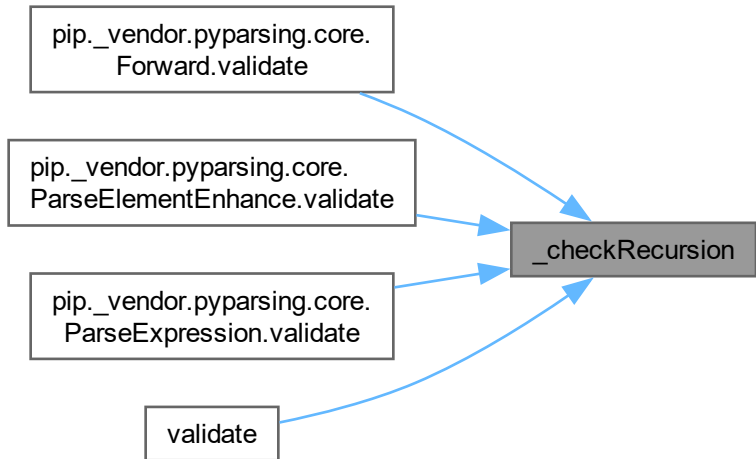 pip._vendor.pyparsing.core.
Forward.validate
pip._vendor.pyparsing.core.
ParseElementEnhance.validate
_checkRecursion
pip._vendor.pyparsing.core.
ParseExpression.validate
validate